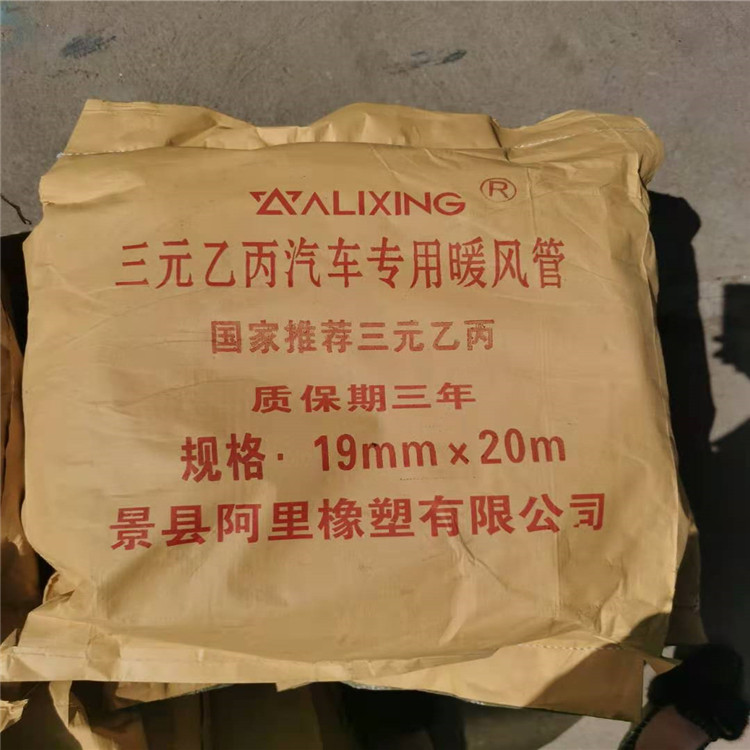 ALIXING ®
三元乙丙汽车专用暖风管
国家推荐三元乙丙
质保期三年
规格·19mm×20m
景县阿里橡塑有限公司